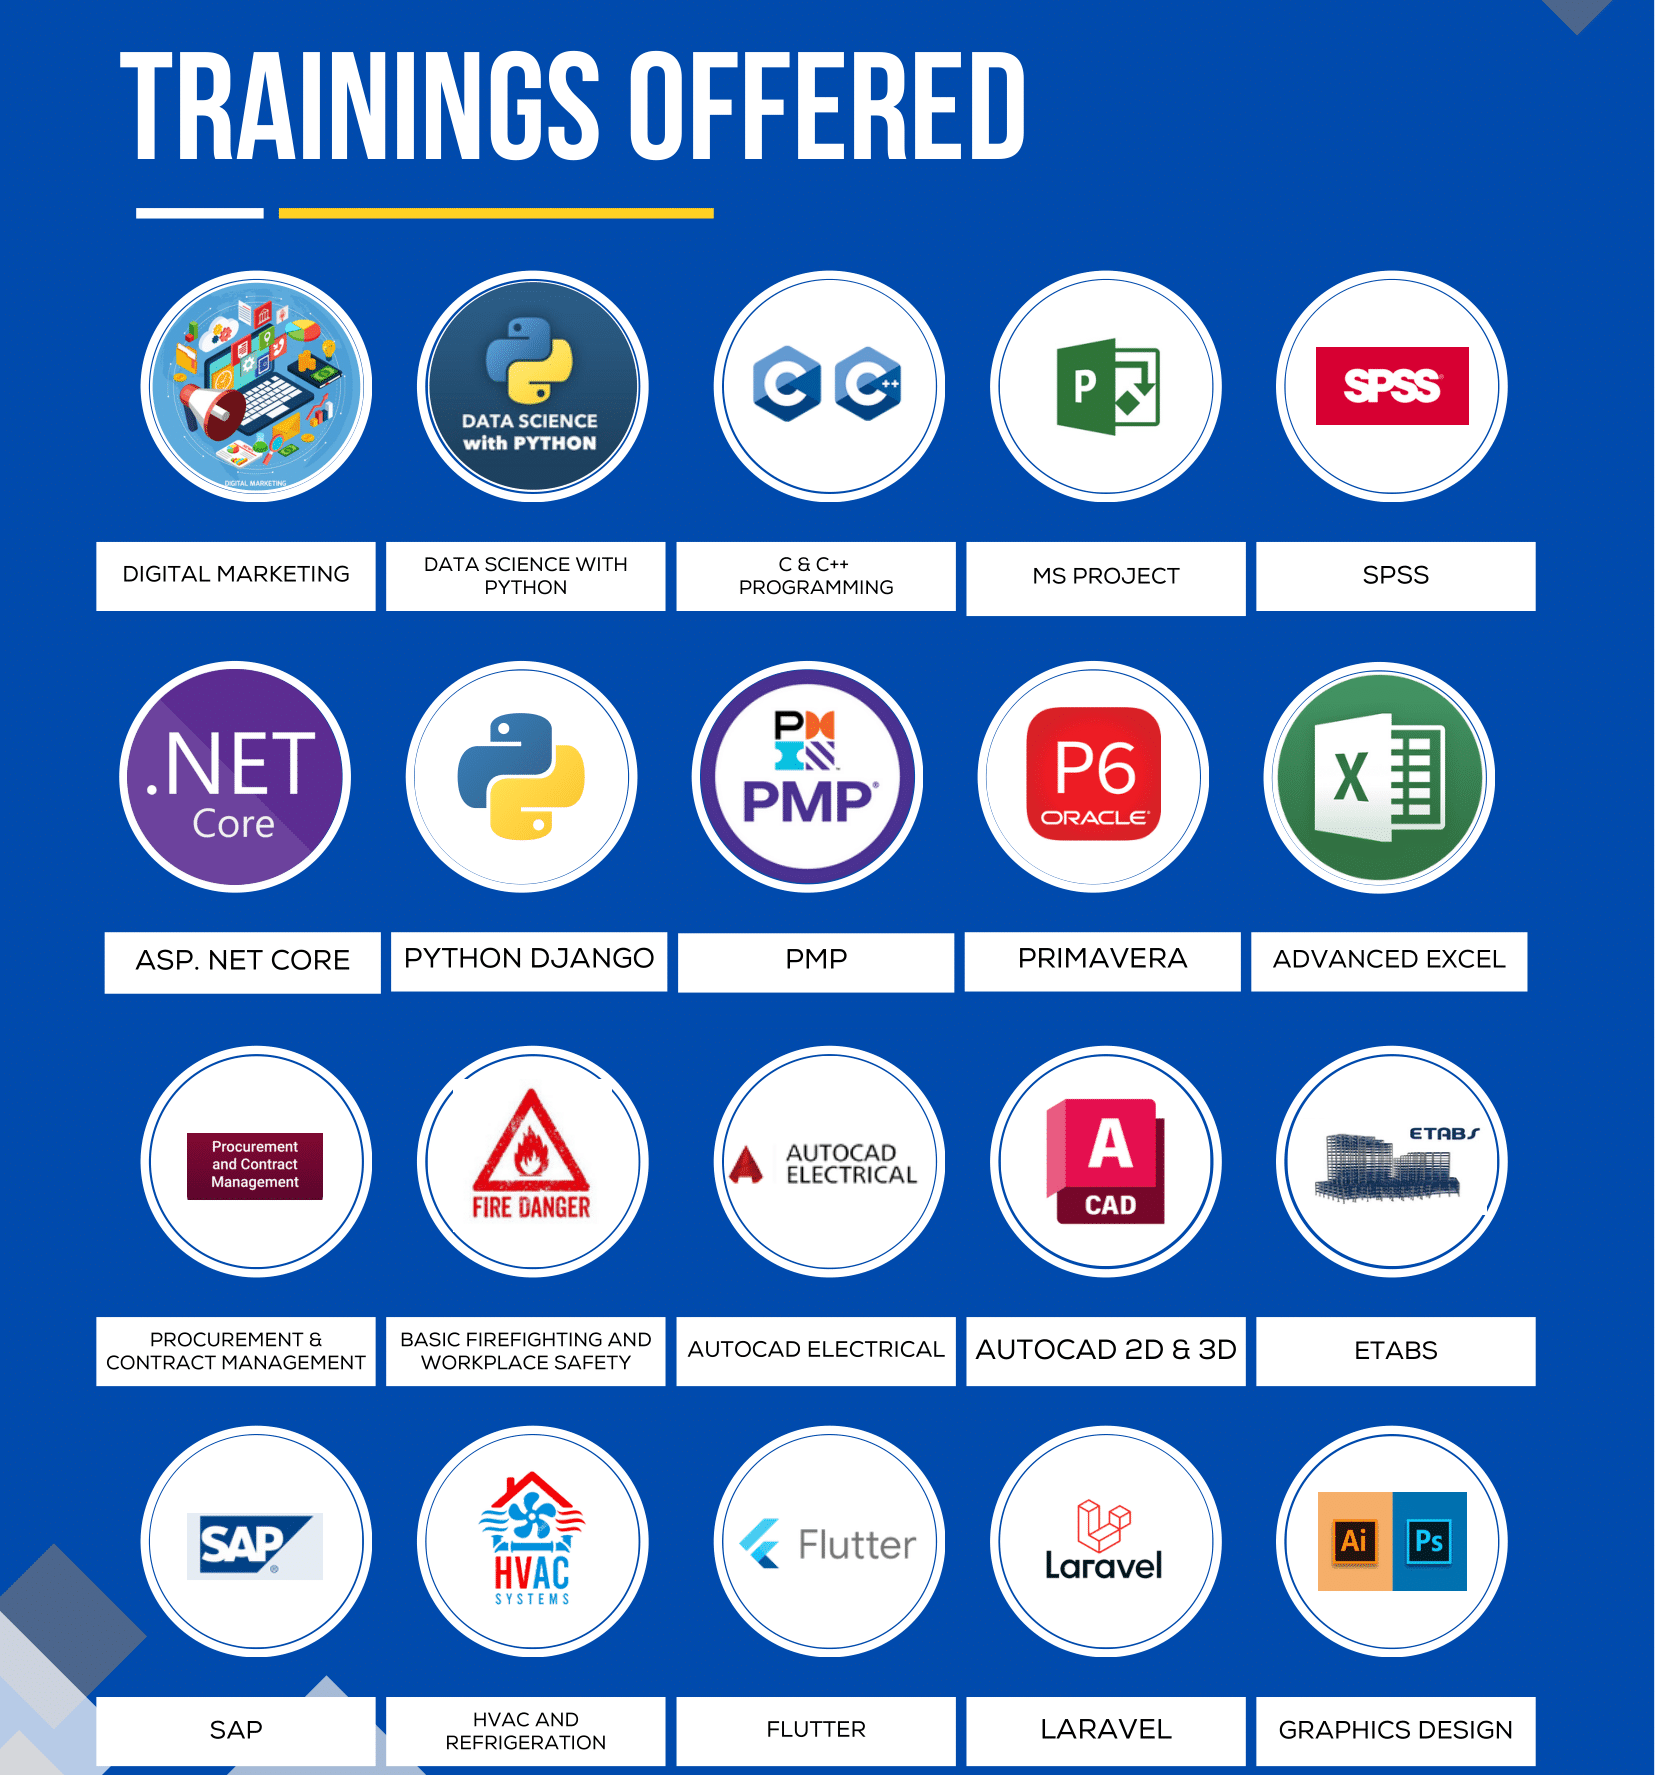 TRAININGS OFFERED
DIGITAL MARKETING
DATA SCIENCE
with PYTHON
C C++
P
SPSS
DIGITAL MARKETING
DATA SCIENCE WITH
PYTHON
C & C++
PROGRAMMING
MS PROJECT
SPSS
.NET
Core
PMP®
P6
ORACLE®
X
ASP. NET CORE
PYTHON DJANGO
PMP
PRIMAVERA
ADVANCED EXCEL
Procurement
and Contract
Management
FIRE DANGER
AUTOCAD
ELECTRICAL
A
CAD
ETABS
PROCUREMENT &
CONTRACT MANAGEMENT
BASIC FIREFIGHTING AND
WORKPLACE SAFETY
AUTOCAD ELECTRICAL
AUTOCAD 2D & 3D
ETABS
SAP®
HVAC
SYSTEMS
Flutter
Laravel
Ai Ps
SAP
HVAC AND
REFRIGERATION
FLUTTER
LARAVEL
GRAPHICS DESIGN